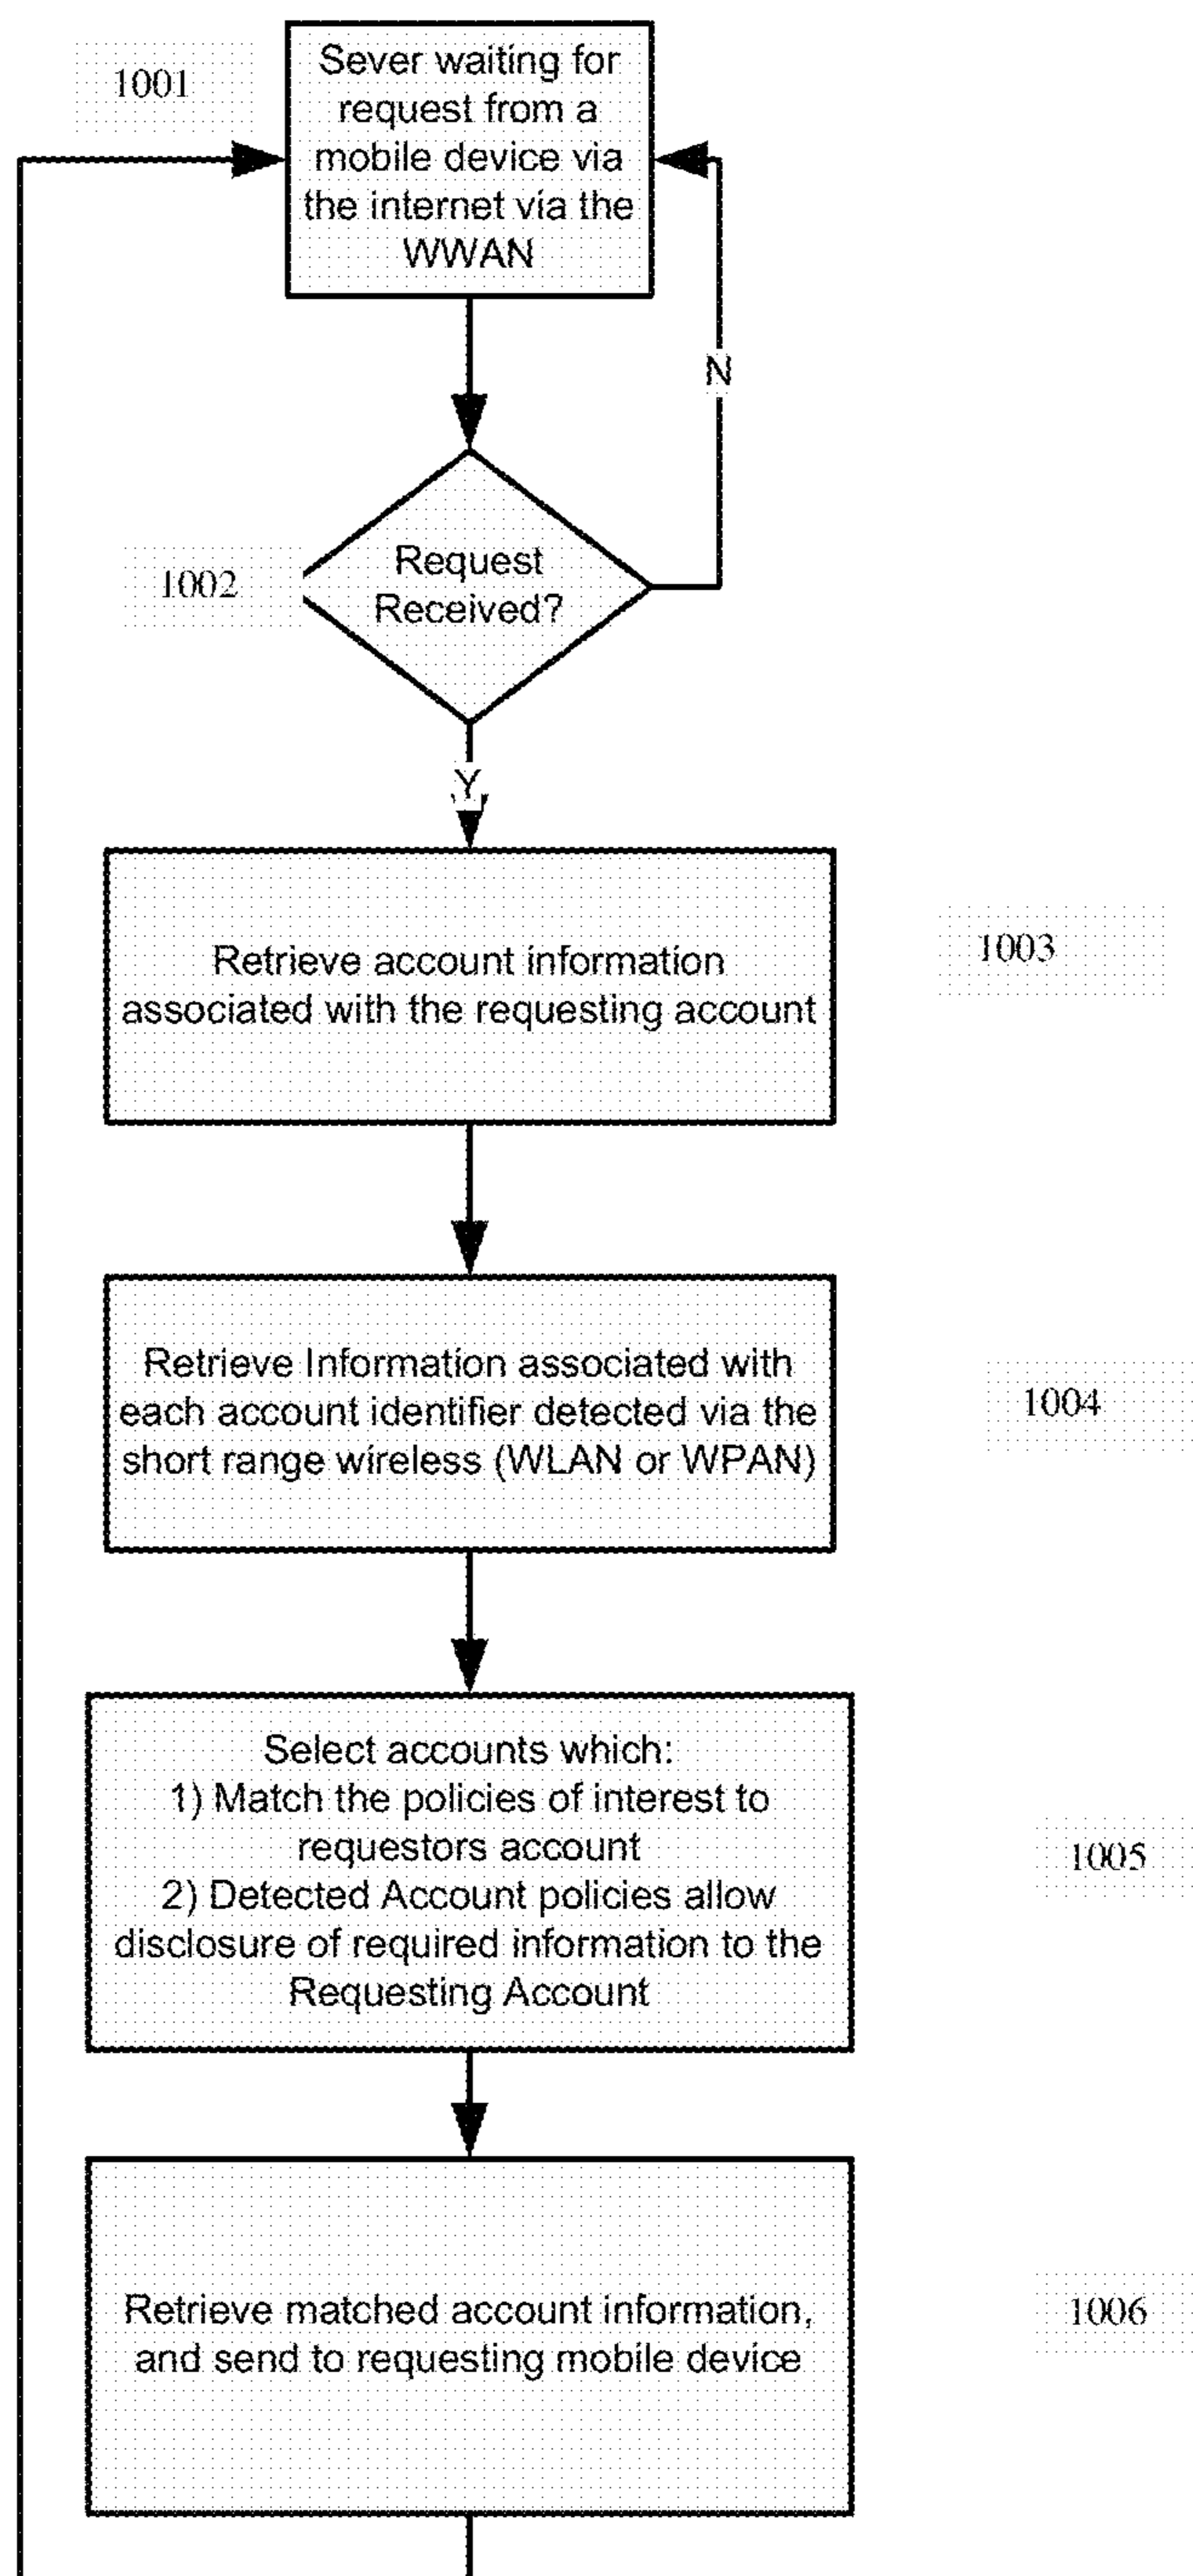 1001
Sever waiting for
request from a
mobile device via
the internet via the
WWAN
N
1002
Request
Received?
Y
Retrieve account information
associated with the requesting account
1003
Retrieve Information associated with
each account identifier detected via the
short range wireless (WLAN or WPAN)
1004
Select accounts which:
1) Match the policies of interest to
requestors account
2) Detected Account policies allow
disclosure of required information to the
Requesting Account
1005
Retrieve matched account information,
and send to requesting mobile device
1006